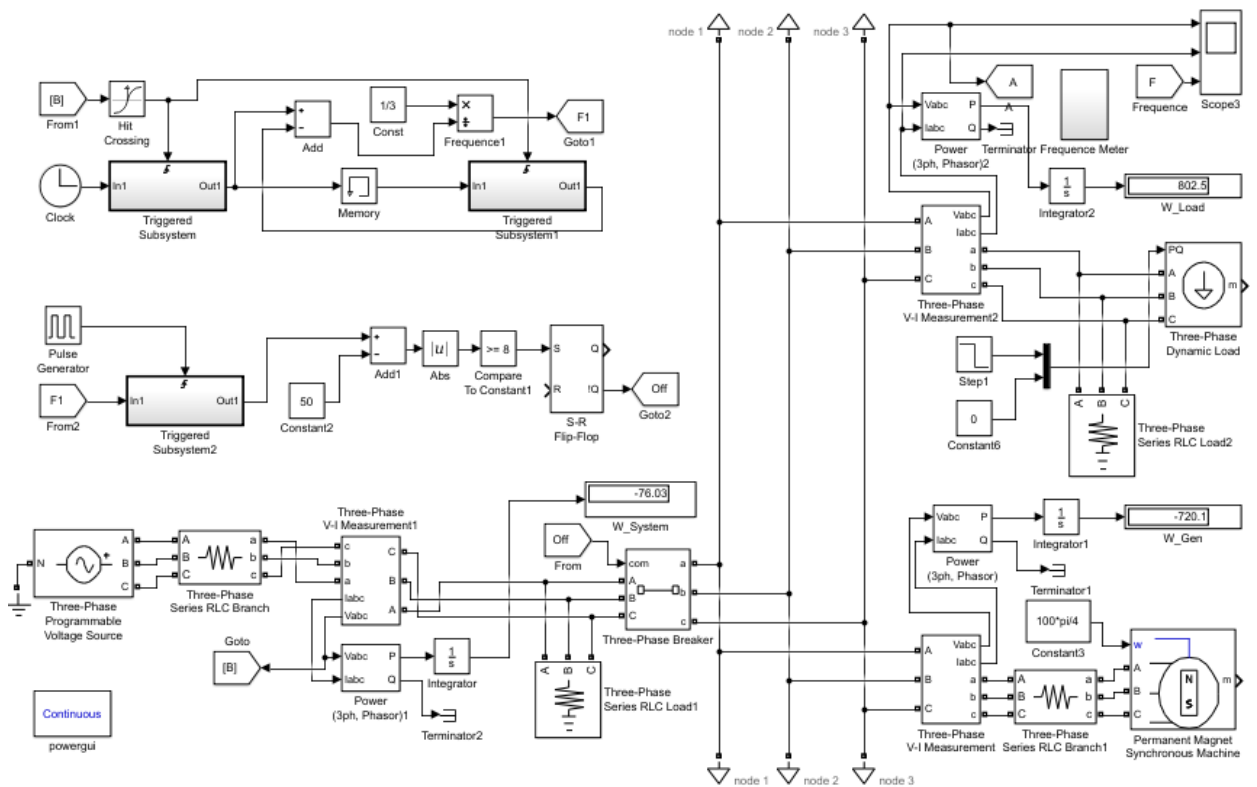 node 1
node 2
node 3
[B]
From1
Hit
Crossing
+
−
Add
1/3
Const
×
÷
Frequence1
F1
Goto1
Clock
In1
Out1
Triggered
Subsystem
Memory
In1
Out1
Triggered
Subsystem1
A
A
F
Frequence
Scope3
Vabc
Iabc
P
Q
Power
(3ph, Phasor)2
Terminator
Frequence Meter
1
s
Integrator2
802.5
W_Load
A
B
C
Vabc
Iabc
a
b
c
Three-Phase
V-I Measurement2
PQ
A
B
C
m
Three-Phase
Dynamic Load
Step1
0
Constant6
A
B
C
Three-Phase
Series RLC Load2
Pulse
Generator
F1
From2
In1
Out1
Triggered
Subsystem2
50
Constant2
+
−
Add1
|u|
Abs
>= 8
Compare
To Constant1
S
R
Q
!Q
S-R
Flip-Flop
Off
Goto2
N
+
A
B
C
Three-Phase
Programmable
Voltage Source
A
B
C
a
b
c
Three-Phase
Series RLC Branch
Three-Phase
V-I Measurement1
c
b
a
Iabc
Vabc
C
B
A
-76.03
W_System
Off
From
com
A
B
C
a
b
c
Three-Phase Breaker
Goto
[B]
Vabc
Iabc
P
Q
Power
(3ph, Phasor)1
1
s
Integrator
Terminator2
A
B
C
Three-Phase
Series RLC Load1
Continuous
powergui
Vabc
Iabc
P
Q
Power
(3ph, Phasor)
1
s
Integrator1
-720.1
W_Gen
Terminator1
100*pi/4
Constant3
A
B
C
Vabc
Iabc
a
b
c
Three-Phase
V-I Measurement
A
B
C
a
b
c
Three-Phase
Series RLC Branch1
w
A
B
C
N
S
m
Permanent Magnet
Synchronous Machine
node 1
node 2
node 3